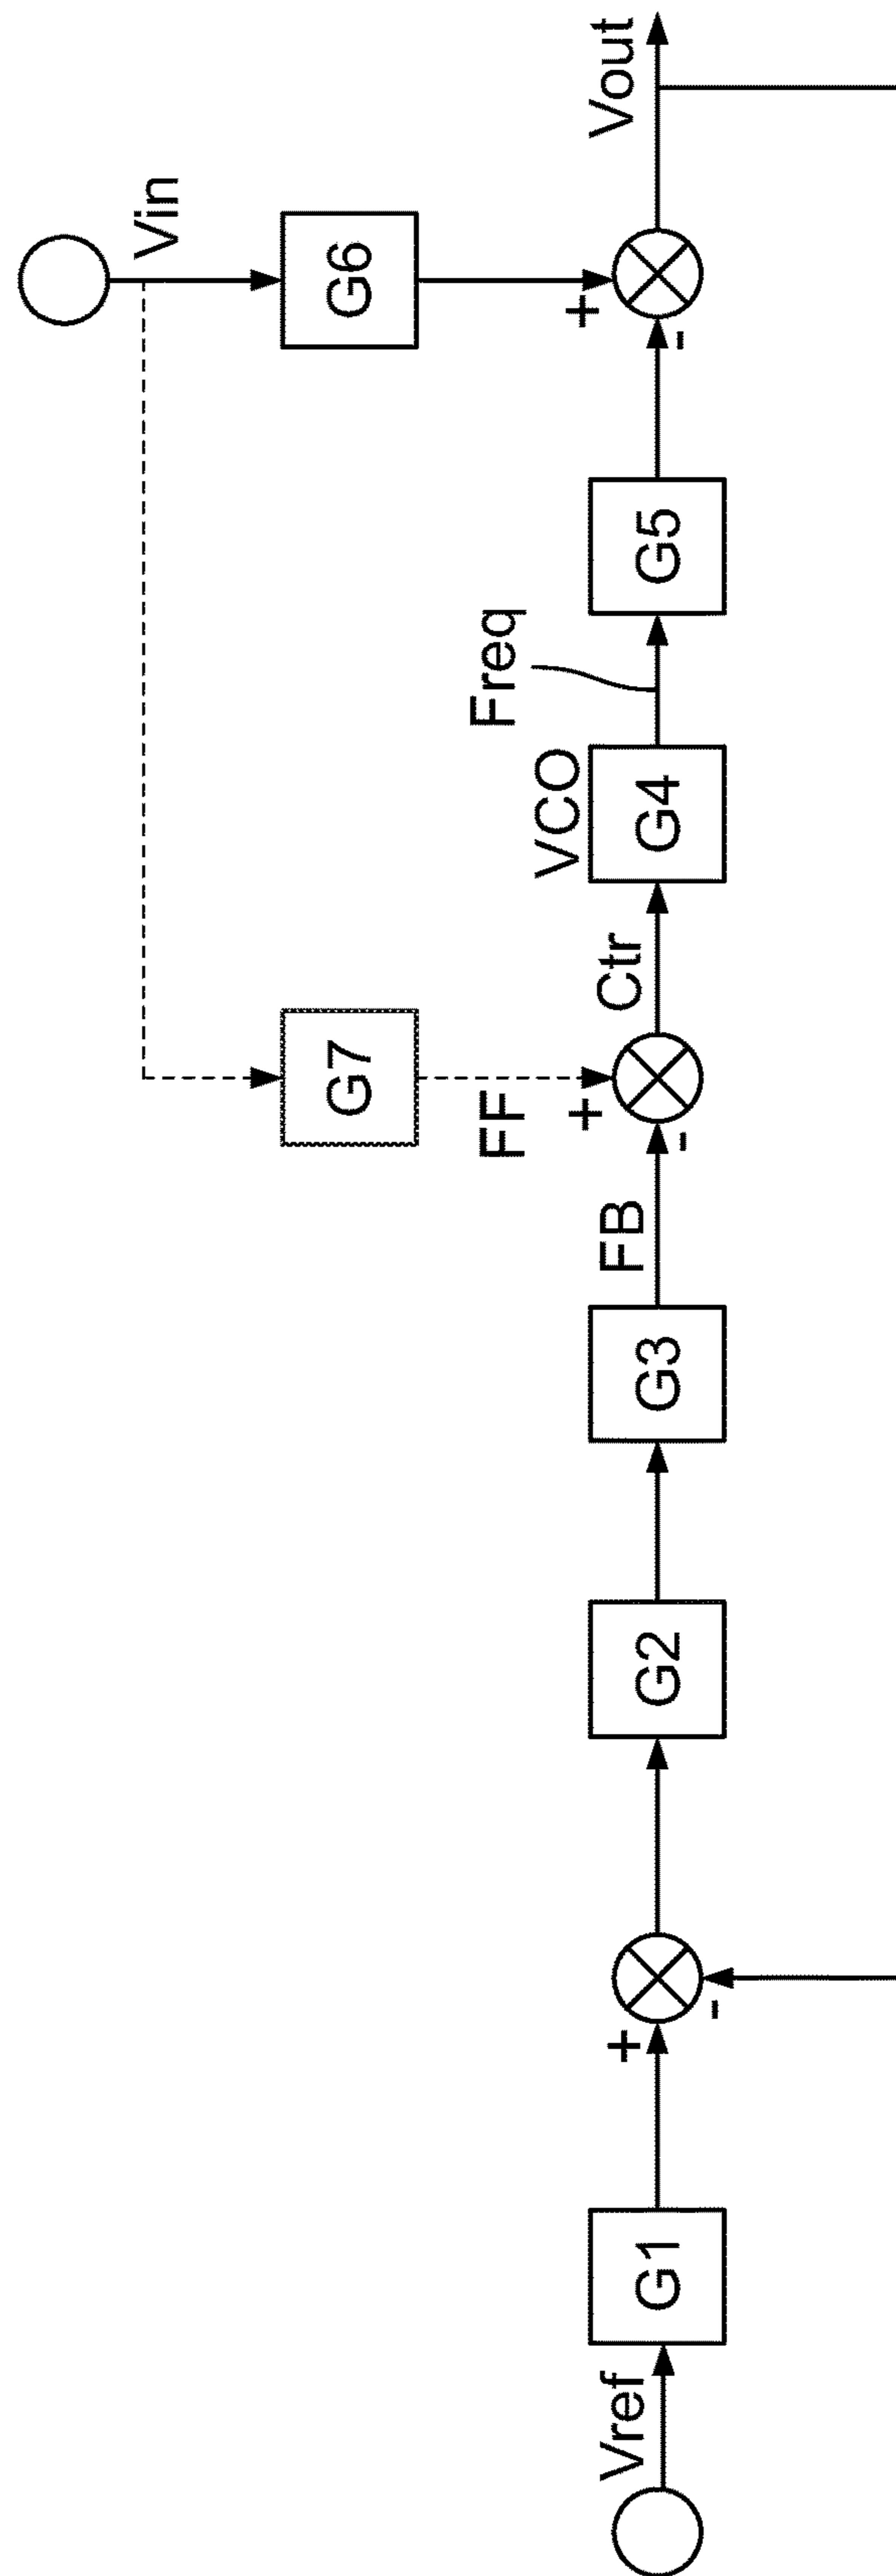 Vin
Vout
G6
+
-
G7
FF
+
-
Vref
G1
+
-
G2
G3
FB
Ctr
VCO
G4
Freq
G5